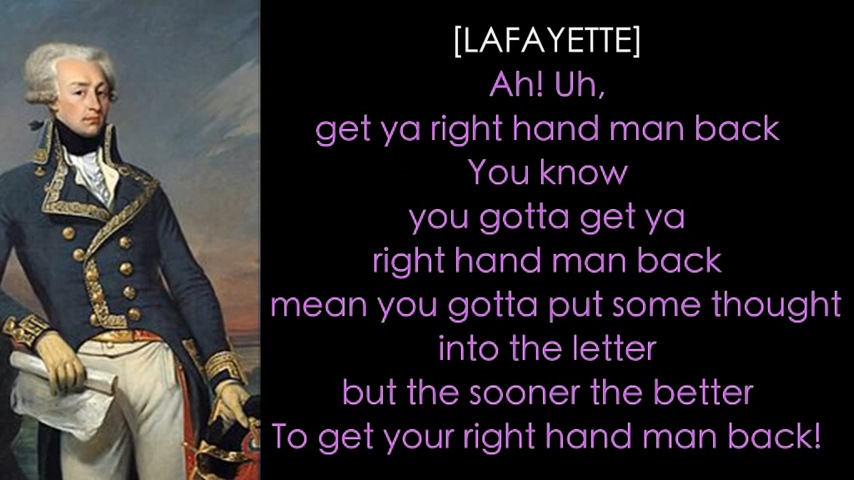 [LAFAYETTE]
Ah! Uh,
get ya right hand man back
You know
you gotta get ya
right hand man back
mean you gotta put some thought
into the letter
but the sooner the better
To get your right hand man back!